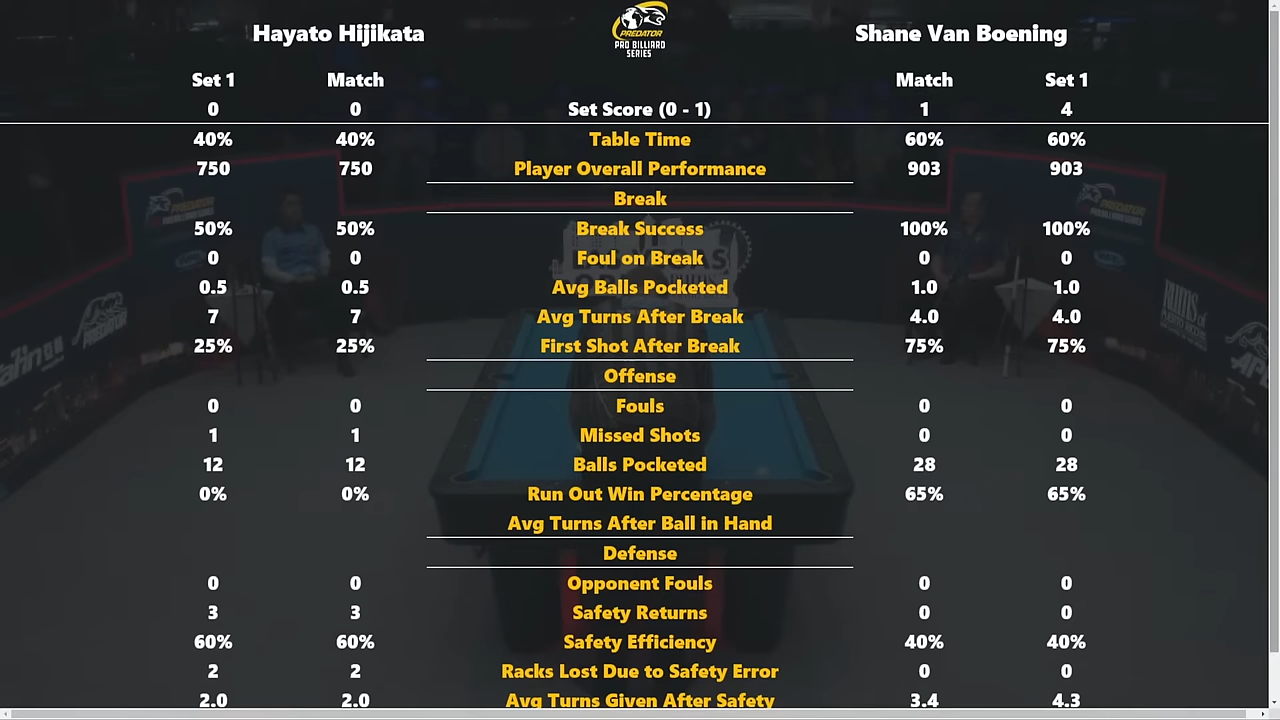 PREDATOR
PRO BILLIARD
SERIES
Hayato Hijikata Shane Van Boening
Set 1 Match Match Set 1
0 0 Set Score (0 - 1) 1 4
40% 40% Table Time 60% 60%
750 750 Player Overall Performance 903 903
Break
50% 50% Break Success 100% 100%
0 0 Foul on Break 0 0
0.5 0.5 Avg Balls Pocketed 1.0 1.0
7 7 Avg Turns After Break 4.0 4.0
25% 25% First Shot After Break 75% 75%
Offense
0 0 Fouls 0 0
1 1 Missed Shots 0 0
12 12 Balls Pocketed 28 28
0% 0% Run Out Win Percentage 65% 65%
Avg Turns After Ball in Hand
Defense
0 0 Opponent Fouls 0 0
3 3 Safety Returns 0 0
60% 60% Safety Efficiency 40% 40%
2 2 Racks Lost Due to Safety Error 0 0
2.0 2.0 Avg Turns Given After Safety 3.4 4.3
PREDATOR